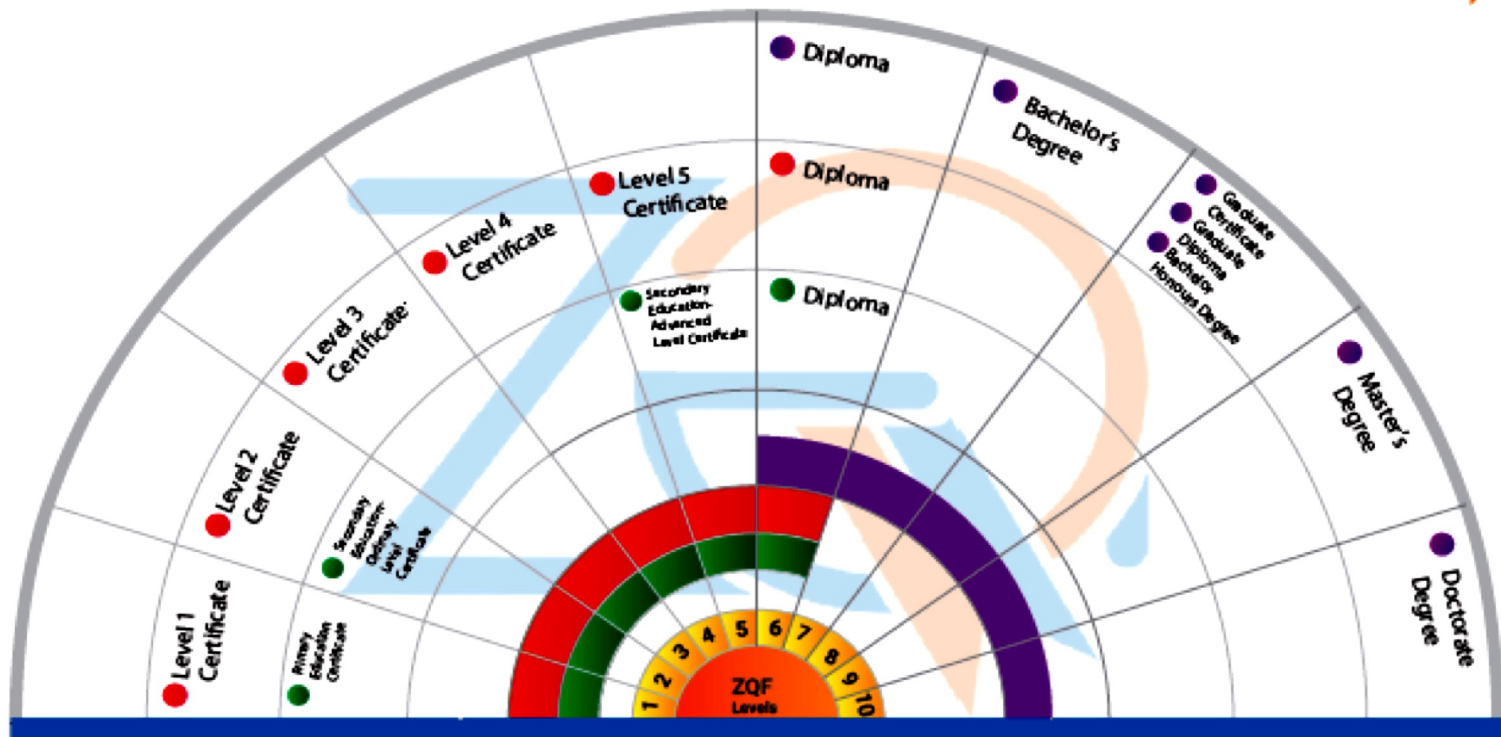 Diploma
Bachelor's
Degree
Graduate
Certificate
Graduate
Diploma
Bachelor
Honours Degree
Master's
Degree
Doctorate
Degree
Level 5
Certificate
Diploma
Level 4
Certificate
Level 3
Certificate
Level 2
Certificate
Level 1
Certificate
Secondary
Education-
Advanced
Level Certificate
Diploma
Secondary
Education-
Ordinary
Level
Certificate
Primary
Education
Certificate
1
2
3
4
5
6
7
8
9
10
ZQF
Levels